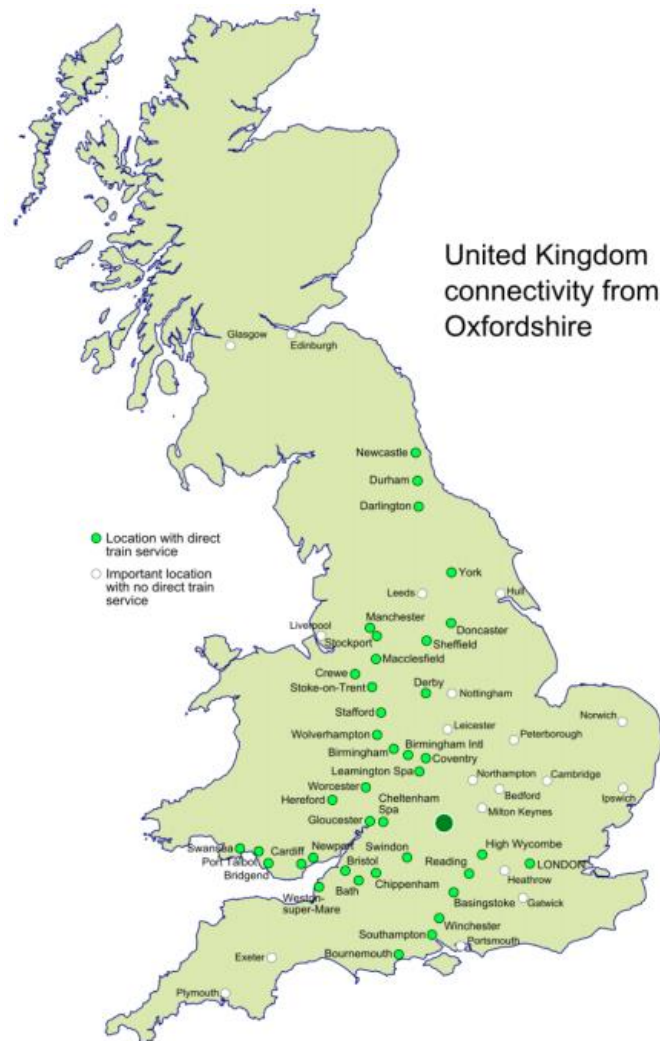 United Kingdom
connectivity from
Oxfordshire
Glasgow
Edinburgh
Newcastle
Durham
Darlington
Location with direct
train service
Important location
with no direct train
service
York
Leeds
Hull
Liverpool
Manchester
Stockport
Doncaster
Sheffield
Macclesfield
Crewe
Stoke-on-Trent
Derby
Nottingham
Stafford
Norwich
Leicester
Peterborough
Wolverhampton
Birmingham
Birmingham Intl
Coventry
Leamington Spa
Northampton
Cambridge
Worcester
Bedford
Ipswich
Hereford
Cheltenham
Spa
Milton Keynes
Gloucester
Swansea
Port Talbot
Bridgend
Cardiff
Newport
Swindon
Reading
High Wycombe
LONDON
Heathrow
Bristol
Bath
Chippenham
Weston-
super-Mare
Basingstoke
Gatwick
Winchester
Southampton
Portsmouth
Exeter
Bournemouth
Plymouth